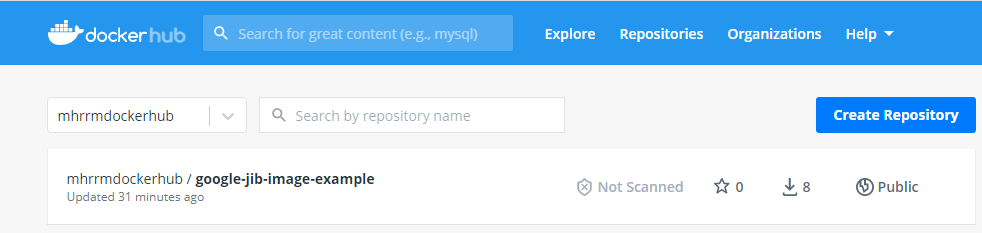 dockerhub Search for great content (e.g., mysql) Explore Repositories Organizations Help
mhrrmdockerhub Search by repository name Create Repository
mhrrmdockerhub / google-jib-image-example
Updated 31 minutes ago
Not Scanned 0 8 Public